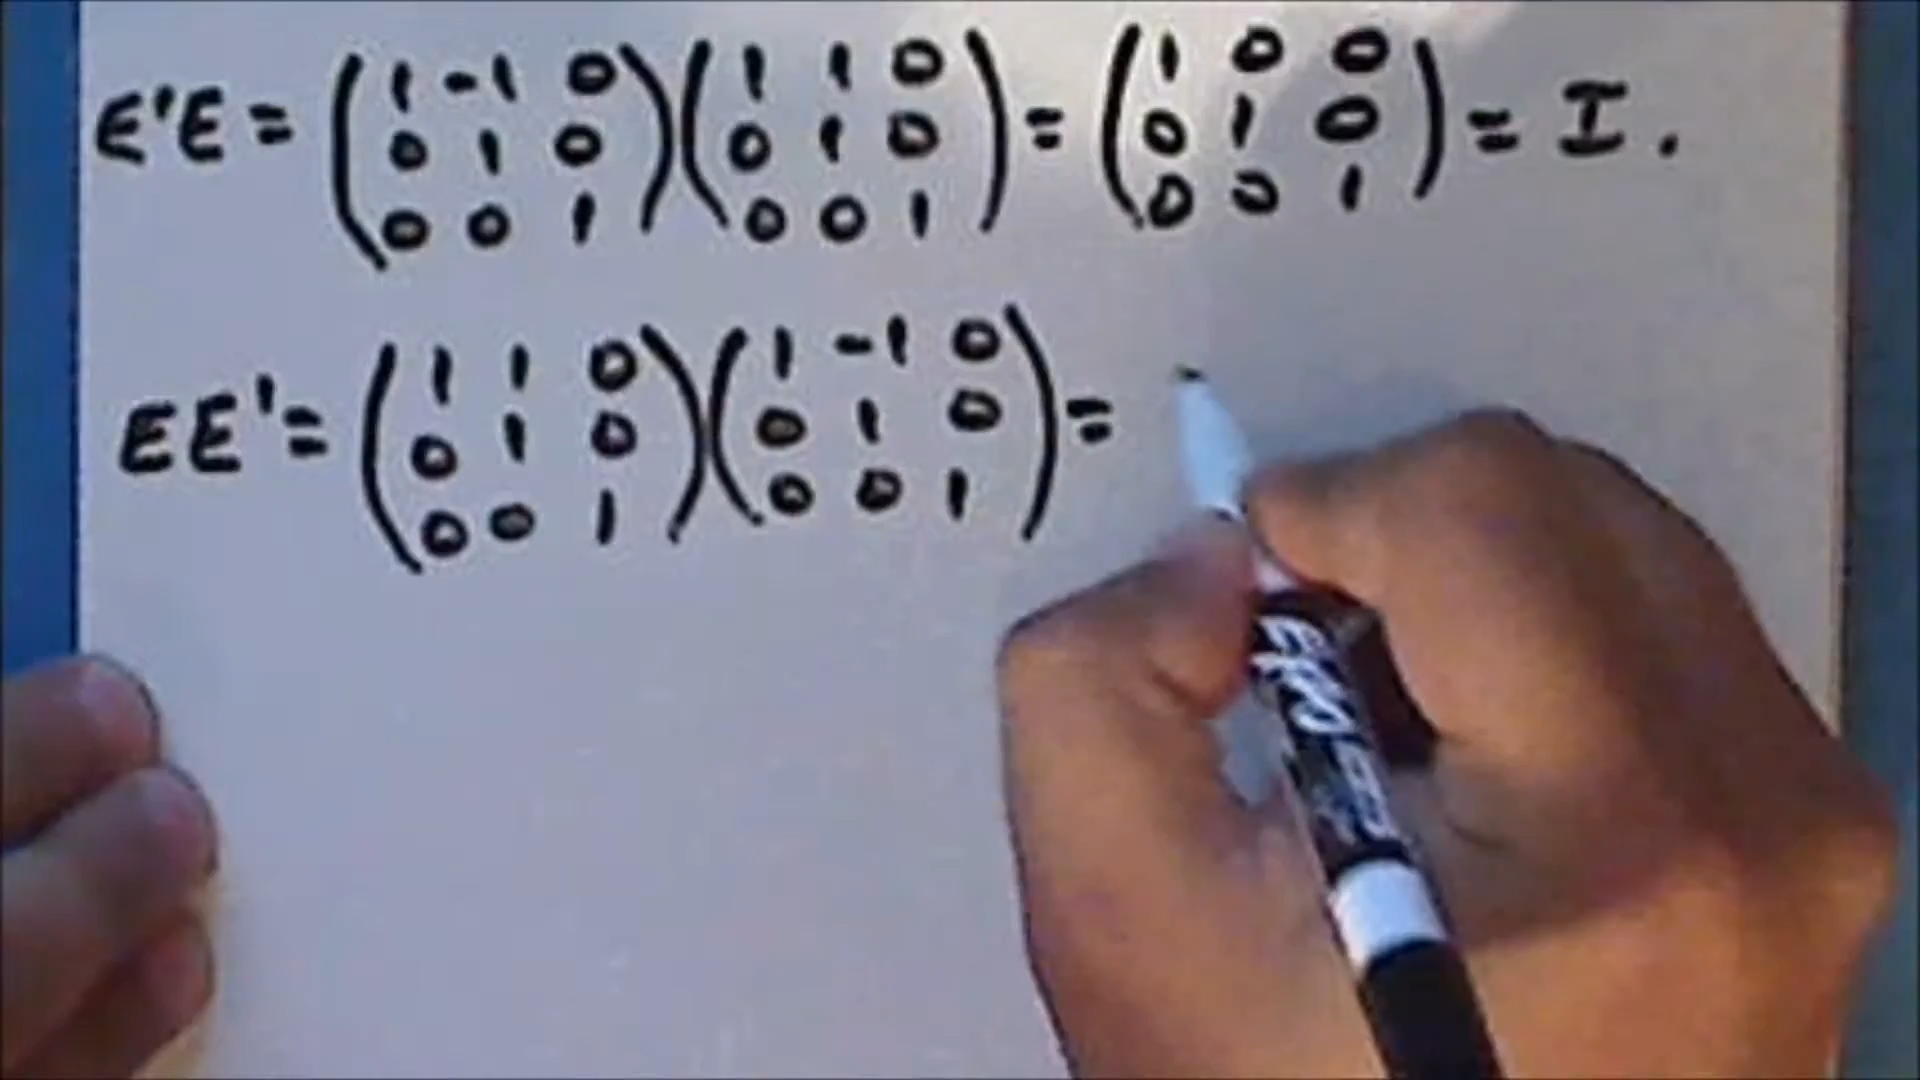 E'E = (1 -1 0) (1 1 0) = (1 0 0) = I.
(0 1 0) (0 1 0) (0 1 0)
(0 0 1) (0 0 1) (0 0 1)
EE' = (1 1 0) (1 -1 0) =
(0 1 0) (0 1 0)
(0 0 1) (0 0 1)
EXPO